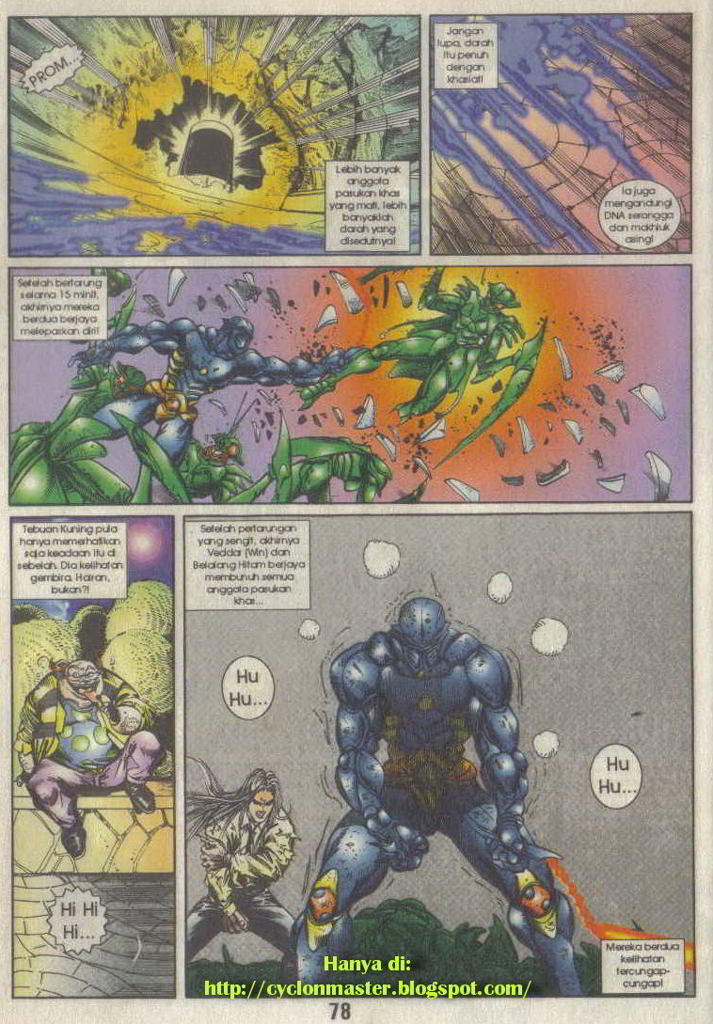 PROM...
Lebih banyak
anggota
pasukan khas
yang mati, lebih
banyaklah
darah yang
disedutnya!
Jangan
lupa, darah
itu penuh
dengan
khasiat!
Ia juga
mengandungi
DNA serangga
dan makhluk
asing!
Setelah bertarung
selama 15 minit,
akhirnya mereka
berdua berjaya
melepaskan diri!
Tebuan Kuning pula
hanya memerhatikan
saja keadaan itu di
sebelah. Dia kelihatan
gembira. Hairan,
bukan?!
Hi Hi
Hi...
Setelah pertarungan
yang sengit, akhirnya
Veddar (Win) dan
Belalang Hitam berjaya
membunuh semua
anggota pasukan
khas...
Hu
Hu...
Hu
Hu...
Mereka berdua
kelihatan
tercungap-
cungap!
Hanya di:
http://cyclonmaster.blogspot.com/
78